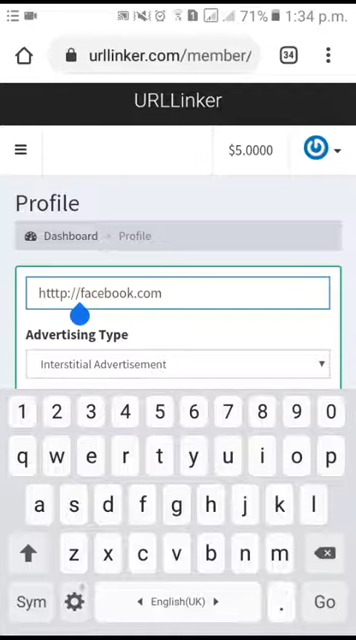 71% 1:34 p.m.
urllinker.com/member/ 34
URLLinker
$5.0000
Profile
Dashboard Profile
htttp://facebook.com
Advertising Type
Interstitial Advertisement
1 2 3 4 5 6 7 8 9 0
q w e r t y u i o p
a s d f g h j k l
z x c v b n m
Sym English(UK) . Go